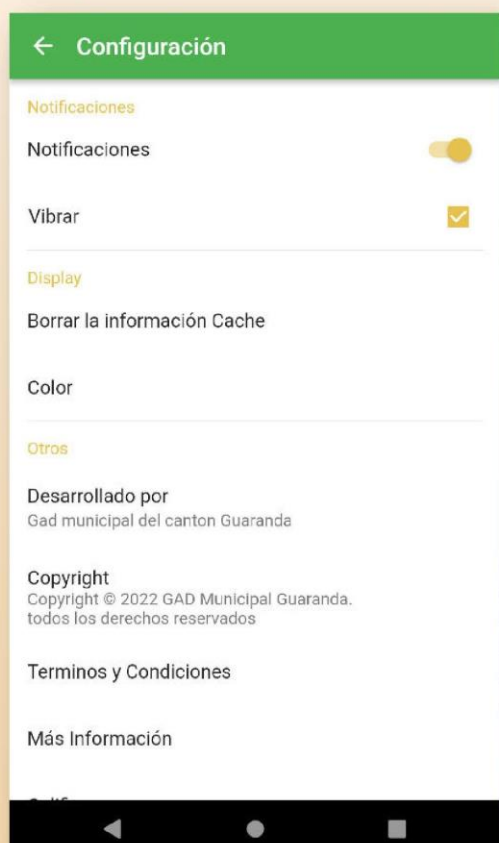 Configuración
Notificaciones
Notificaciones
Vibrar
Display
Borrar la información Cache
Color
Otros
Desarrollado por
Gad municipal del canton Guaranda
Copyright
Copyright © 2022 GAD Municipal Guaranda.
todos los derechos reservados
Terminos y Condiciones
Más Información